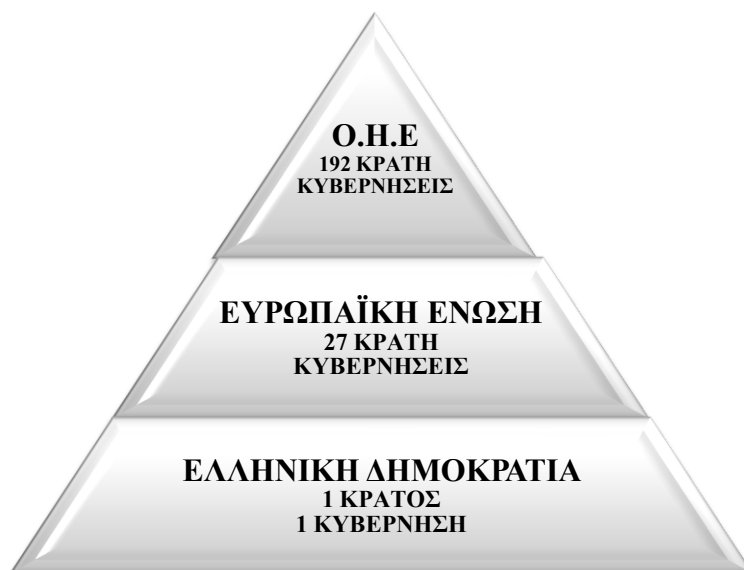 Ο.Η.Ε
192 ΚΡΑΤΗ
ΚΥΒΕΡΝΗΣΕΙΣ
ΕΥΡΩΠΑΪΚΗ ΕΝΩΣΗ
27 ΚΡΑΤΗ
ΚΥΒΕΡΝΗΣΕΙΣ
ΕΛΛΗΝΙΚΗ ΔΗΜΟΚΡΑΤΙΑ
1 ΚΡΑΤΟΣ
1 ΚΥΒΕΡΝΗΣΗ